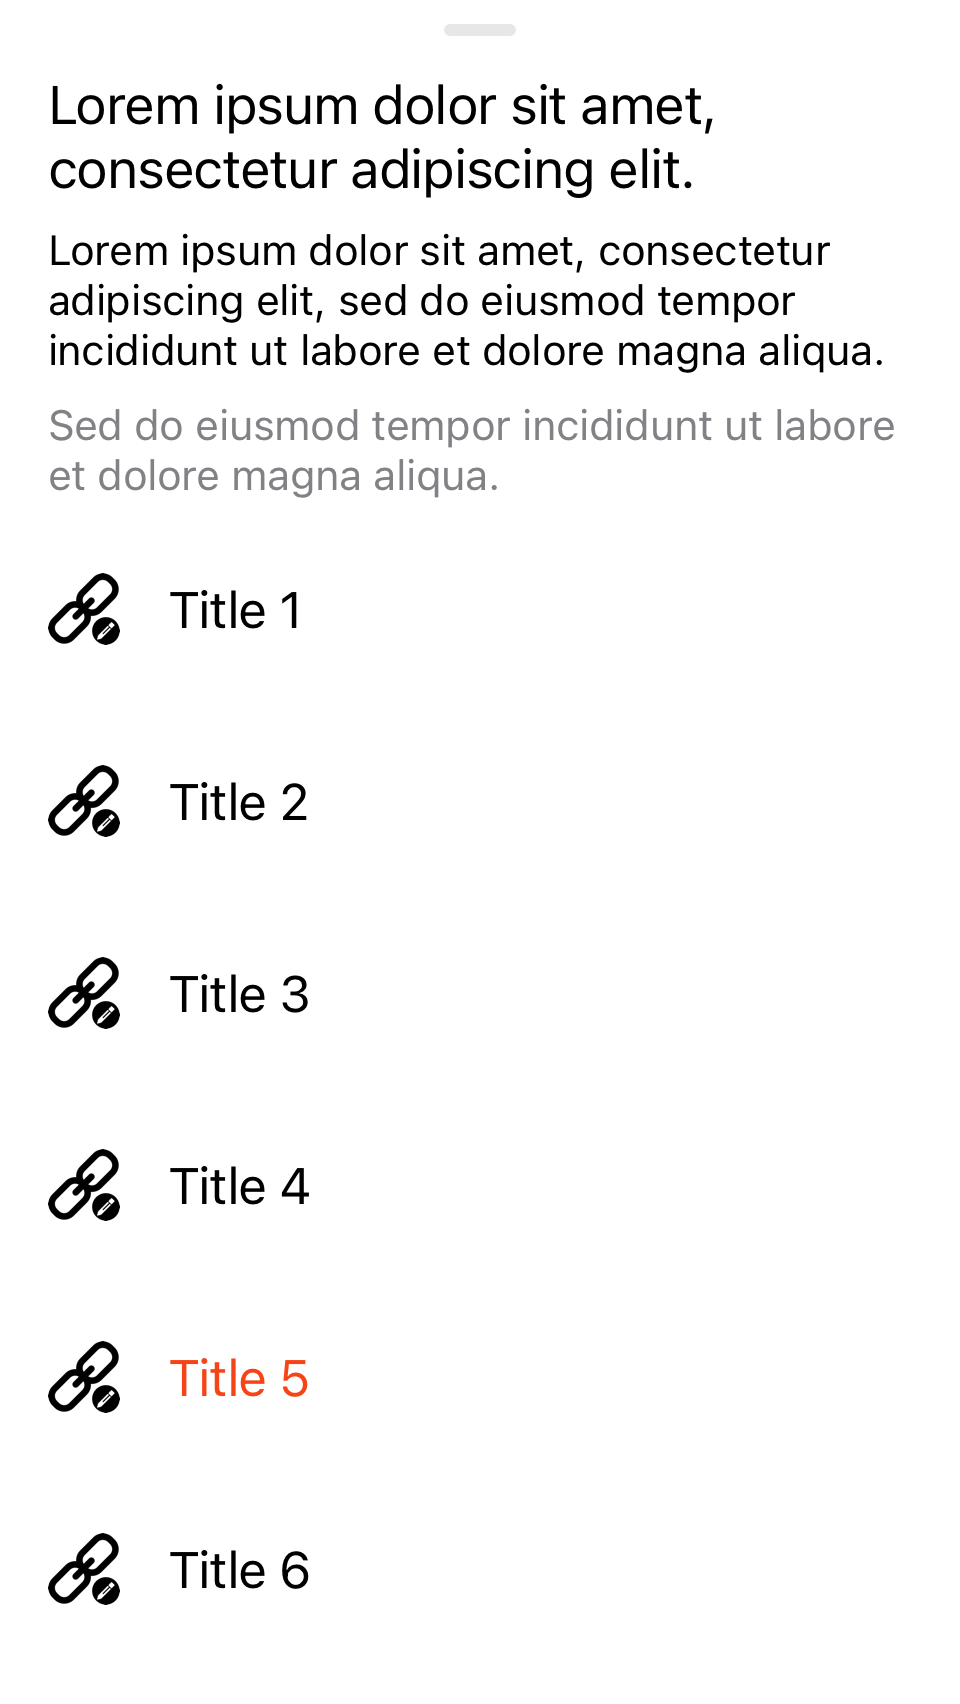 Lorem ipsum dolor sit amet,
consectetur adipiscing elit.
Lorem ipsum dolor sit amet, consectetur
adipiscing elit, sed do eiusmod tempor
incididunt ut labore et dolore magna aliqua.
Sed do eiusmod tempor incididunt ut labore
et dolore magna aliqua.
Title 1
Title 2
Title 3
Title 4
Title 5
Title 6